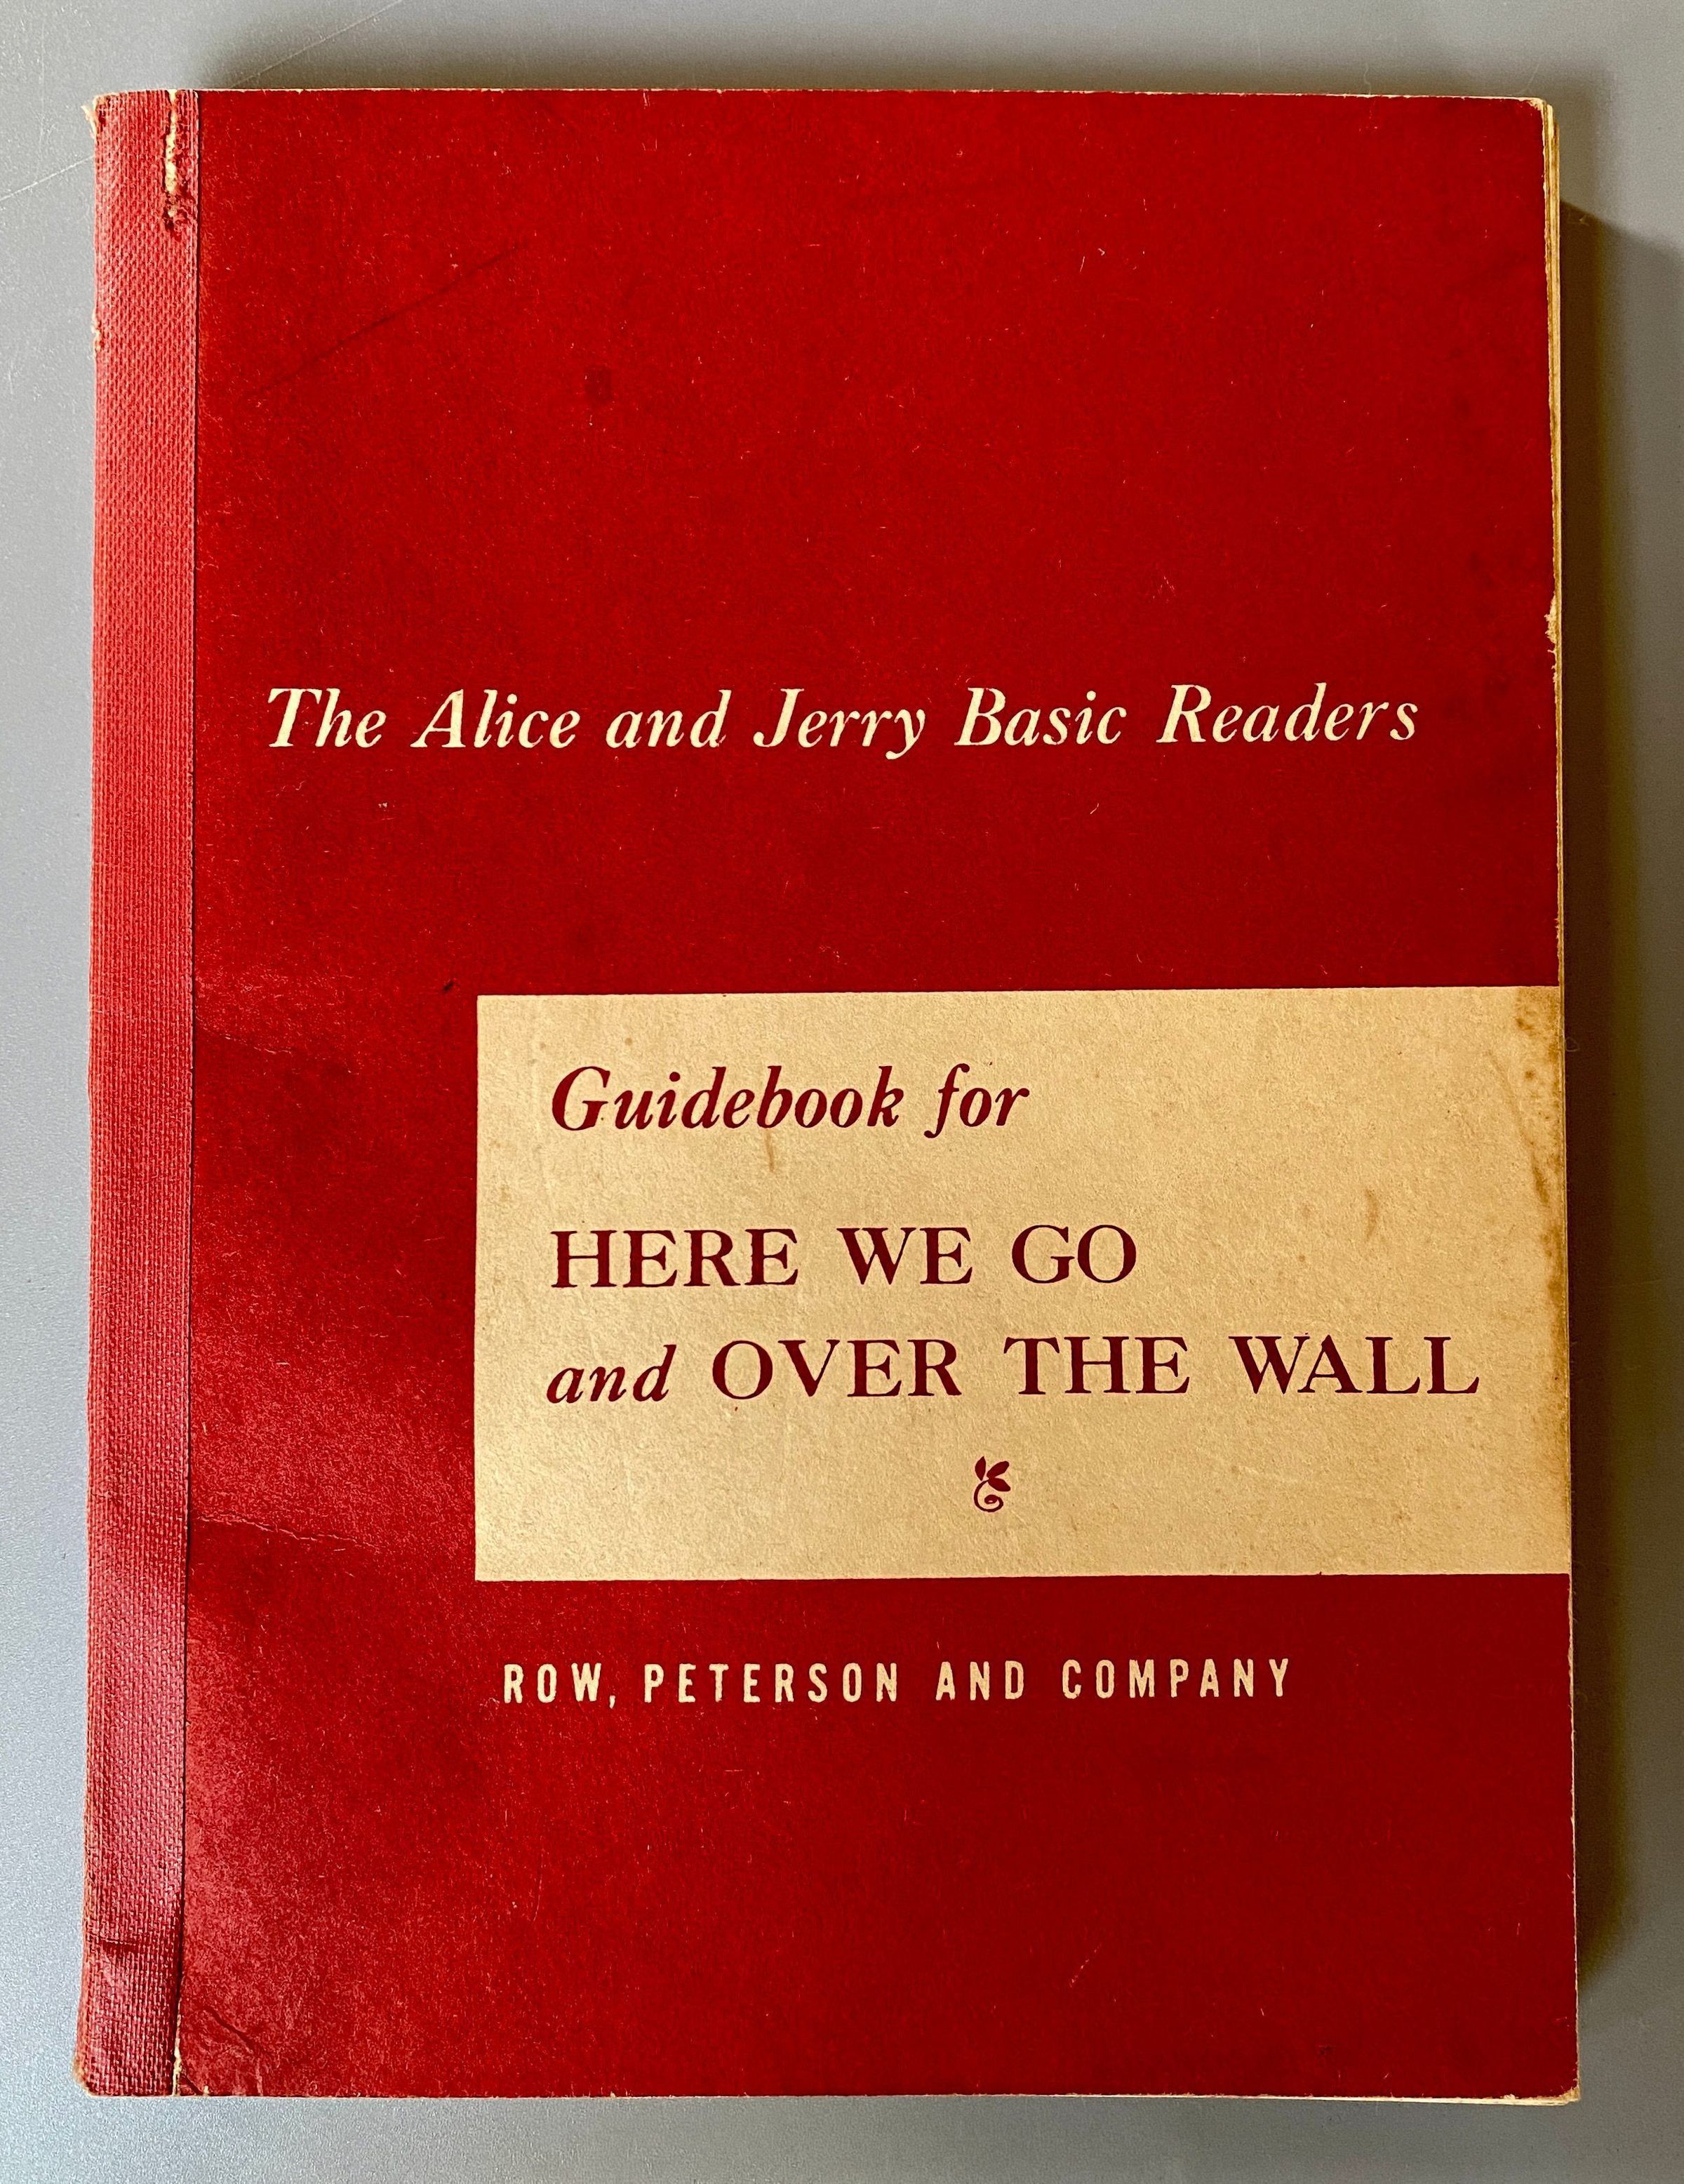 The Alice and Jerry Basic Readers
Guidebook for
HERE WE GO
and OVER THE WALL
ROW, PETERSON AND COMPANY